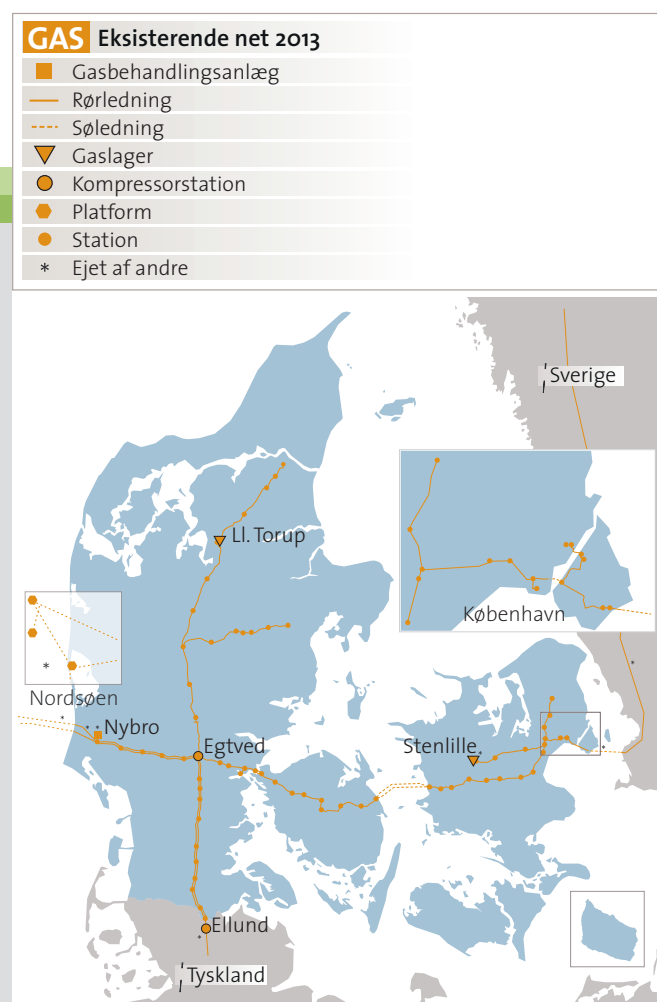 GAS Eksisterende net 2013
Gasbehandlingsanlæg
Rørledning
Søledning
Gaslager
Kompressorstation
Platform
Station
* Ejet af andre
Sverige
Ll. Torup
København
*
Nordsøen
*
* *
*
Nybro
Egtved
Stenlille
*
*
Ellund
*
Tyskland